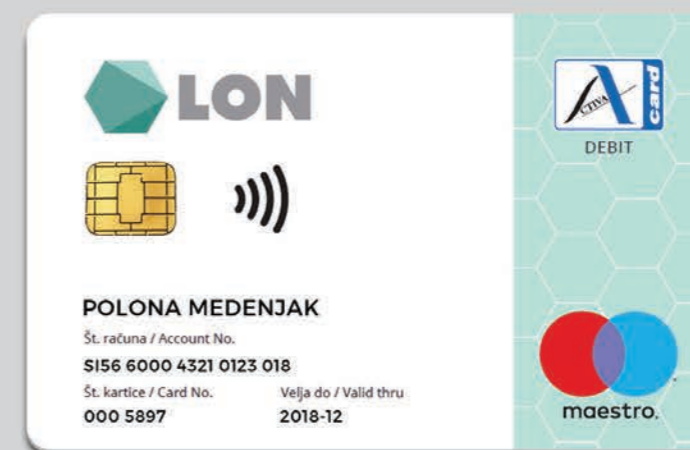 LON
ACTIVA card
DEBIT
POLONA MEDENJAK
Št. računa / Account No.
SI56 6000 4321 0123 018
Št. kartice / Card No. Velja do / Valid thru
000 5897 2018-12
maestro.